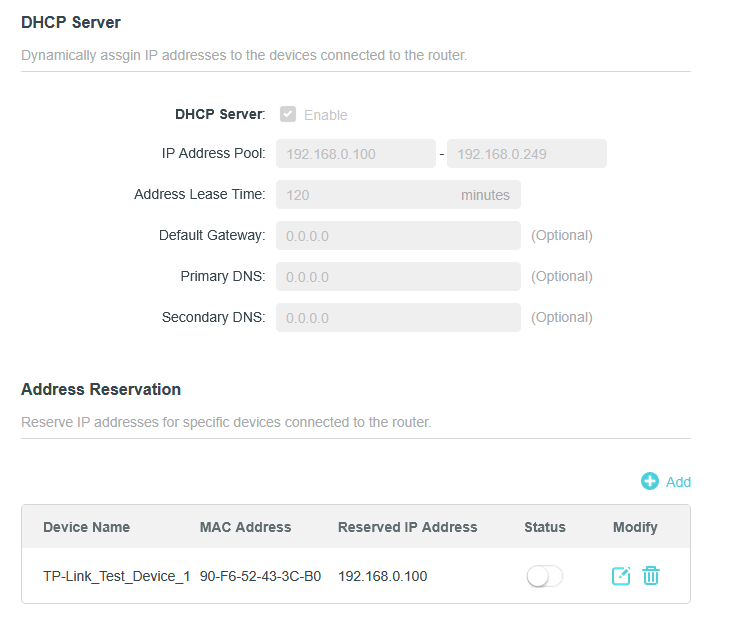 DHCP Server
Dynamically assgin IP addresses to the devices connected to the router.
DHCP Server: Enable
IP Address Pool: 192.168.0.100 - 192.168.0.249
Address Lease Time: 120 minutes
Default Gateway: 0.0.0.0 (Optional)
Primary DNS: 0.0.0.0 (Optional)
Secondary DNS: 0.0.0.0 (Optional)
Address Reservation
Reserve IP addresses for specific devices connected to the router.
Add
Device Name MAC Address Reserved IP Address Status Modify
TP-Link_Test_Device_1 90-F6-52-43-3C-B0 192.168.0.100